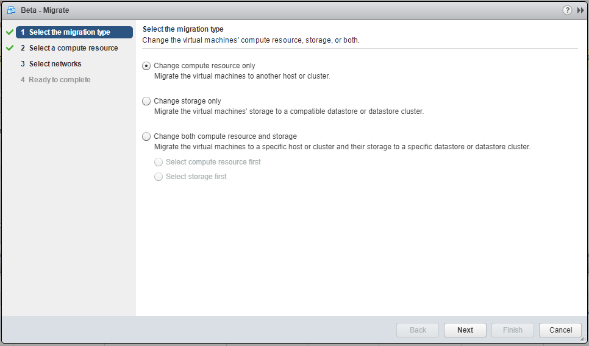 Beta - Migrate
?
1 Select the migration type
2 Select a compute resource
3 Select networks
4 Ready to complete
Select the migration type
Change the virtual machines' compute resource, storage, or both.
Change compute resource only
Migrate the virtual machines to another host or cluster.
Change storage only
Migrate the virtual machines' storage to a compatible datastore or datastore cluster.
Change both compute resource and storage
Migrate the virtual machines to a specific host or cluster and their storage to a specific datastore or datastore cluster.
Select compute resource first
Select storage first
Back Next Finish Cancel